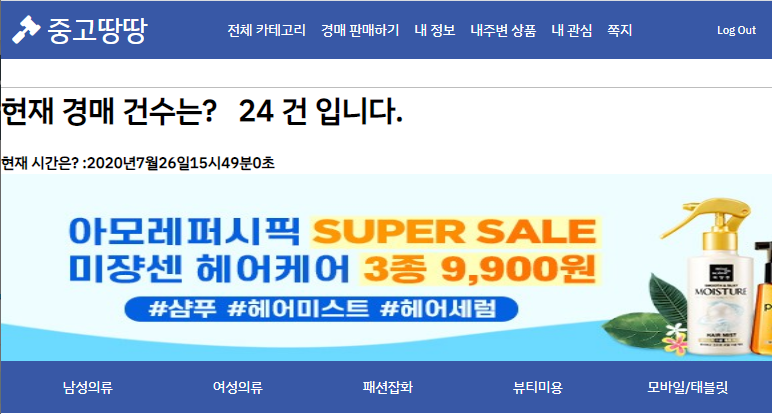 중고땅땅 전체 카테고리 경매 판매하기 내 정보 내주변 상품 내 관심 쪽지 Log Out
현재 경매 건수는? 24 건 입니다.
현재 시간은? :2020년7월26일15시49분0초
아모레퍼시픽 SUPER SALE
미쟝센 헤어케어 3종 9,900원
#샴푸 #헤어미스트 #헤어세럼
MOISTURE
HAIR MIST
남성의류 여성의류 패션잡화 뷰티미용 모바일/태블릿